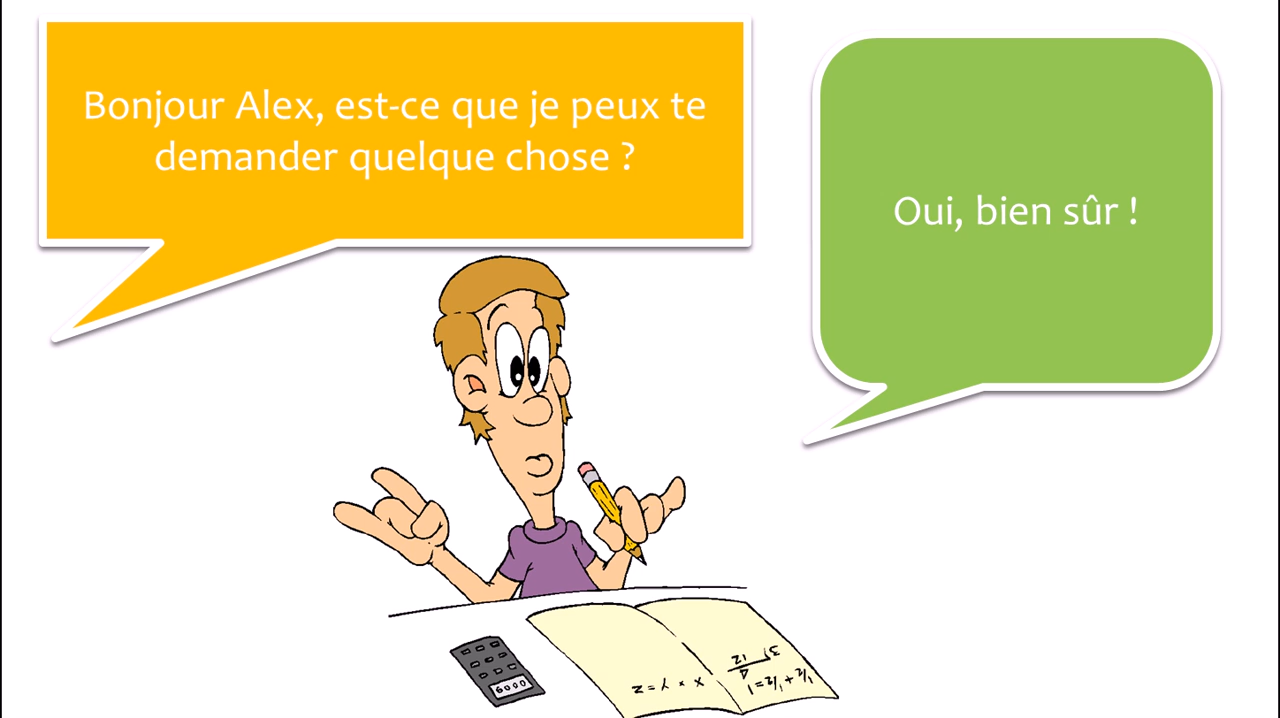 Bonjour Alex, est-ce que je peux te
demander quelque chose ?
Oui, bien sûr !